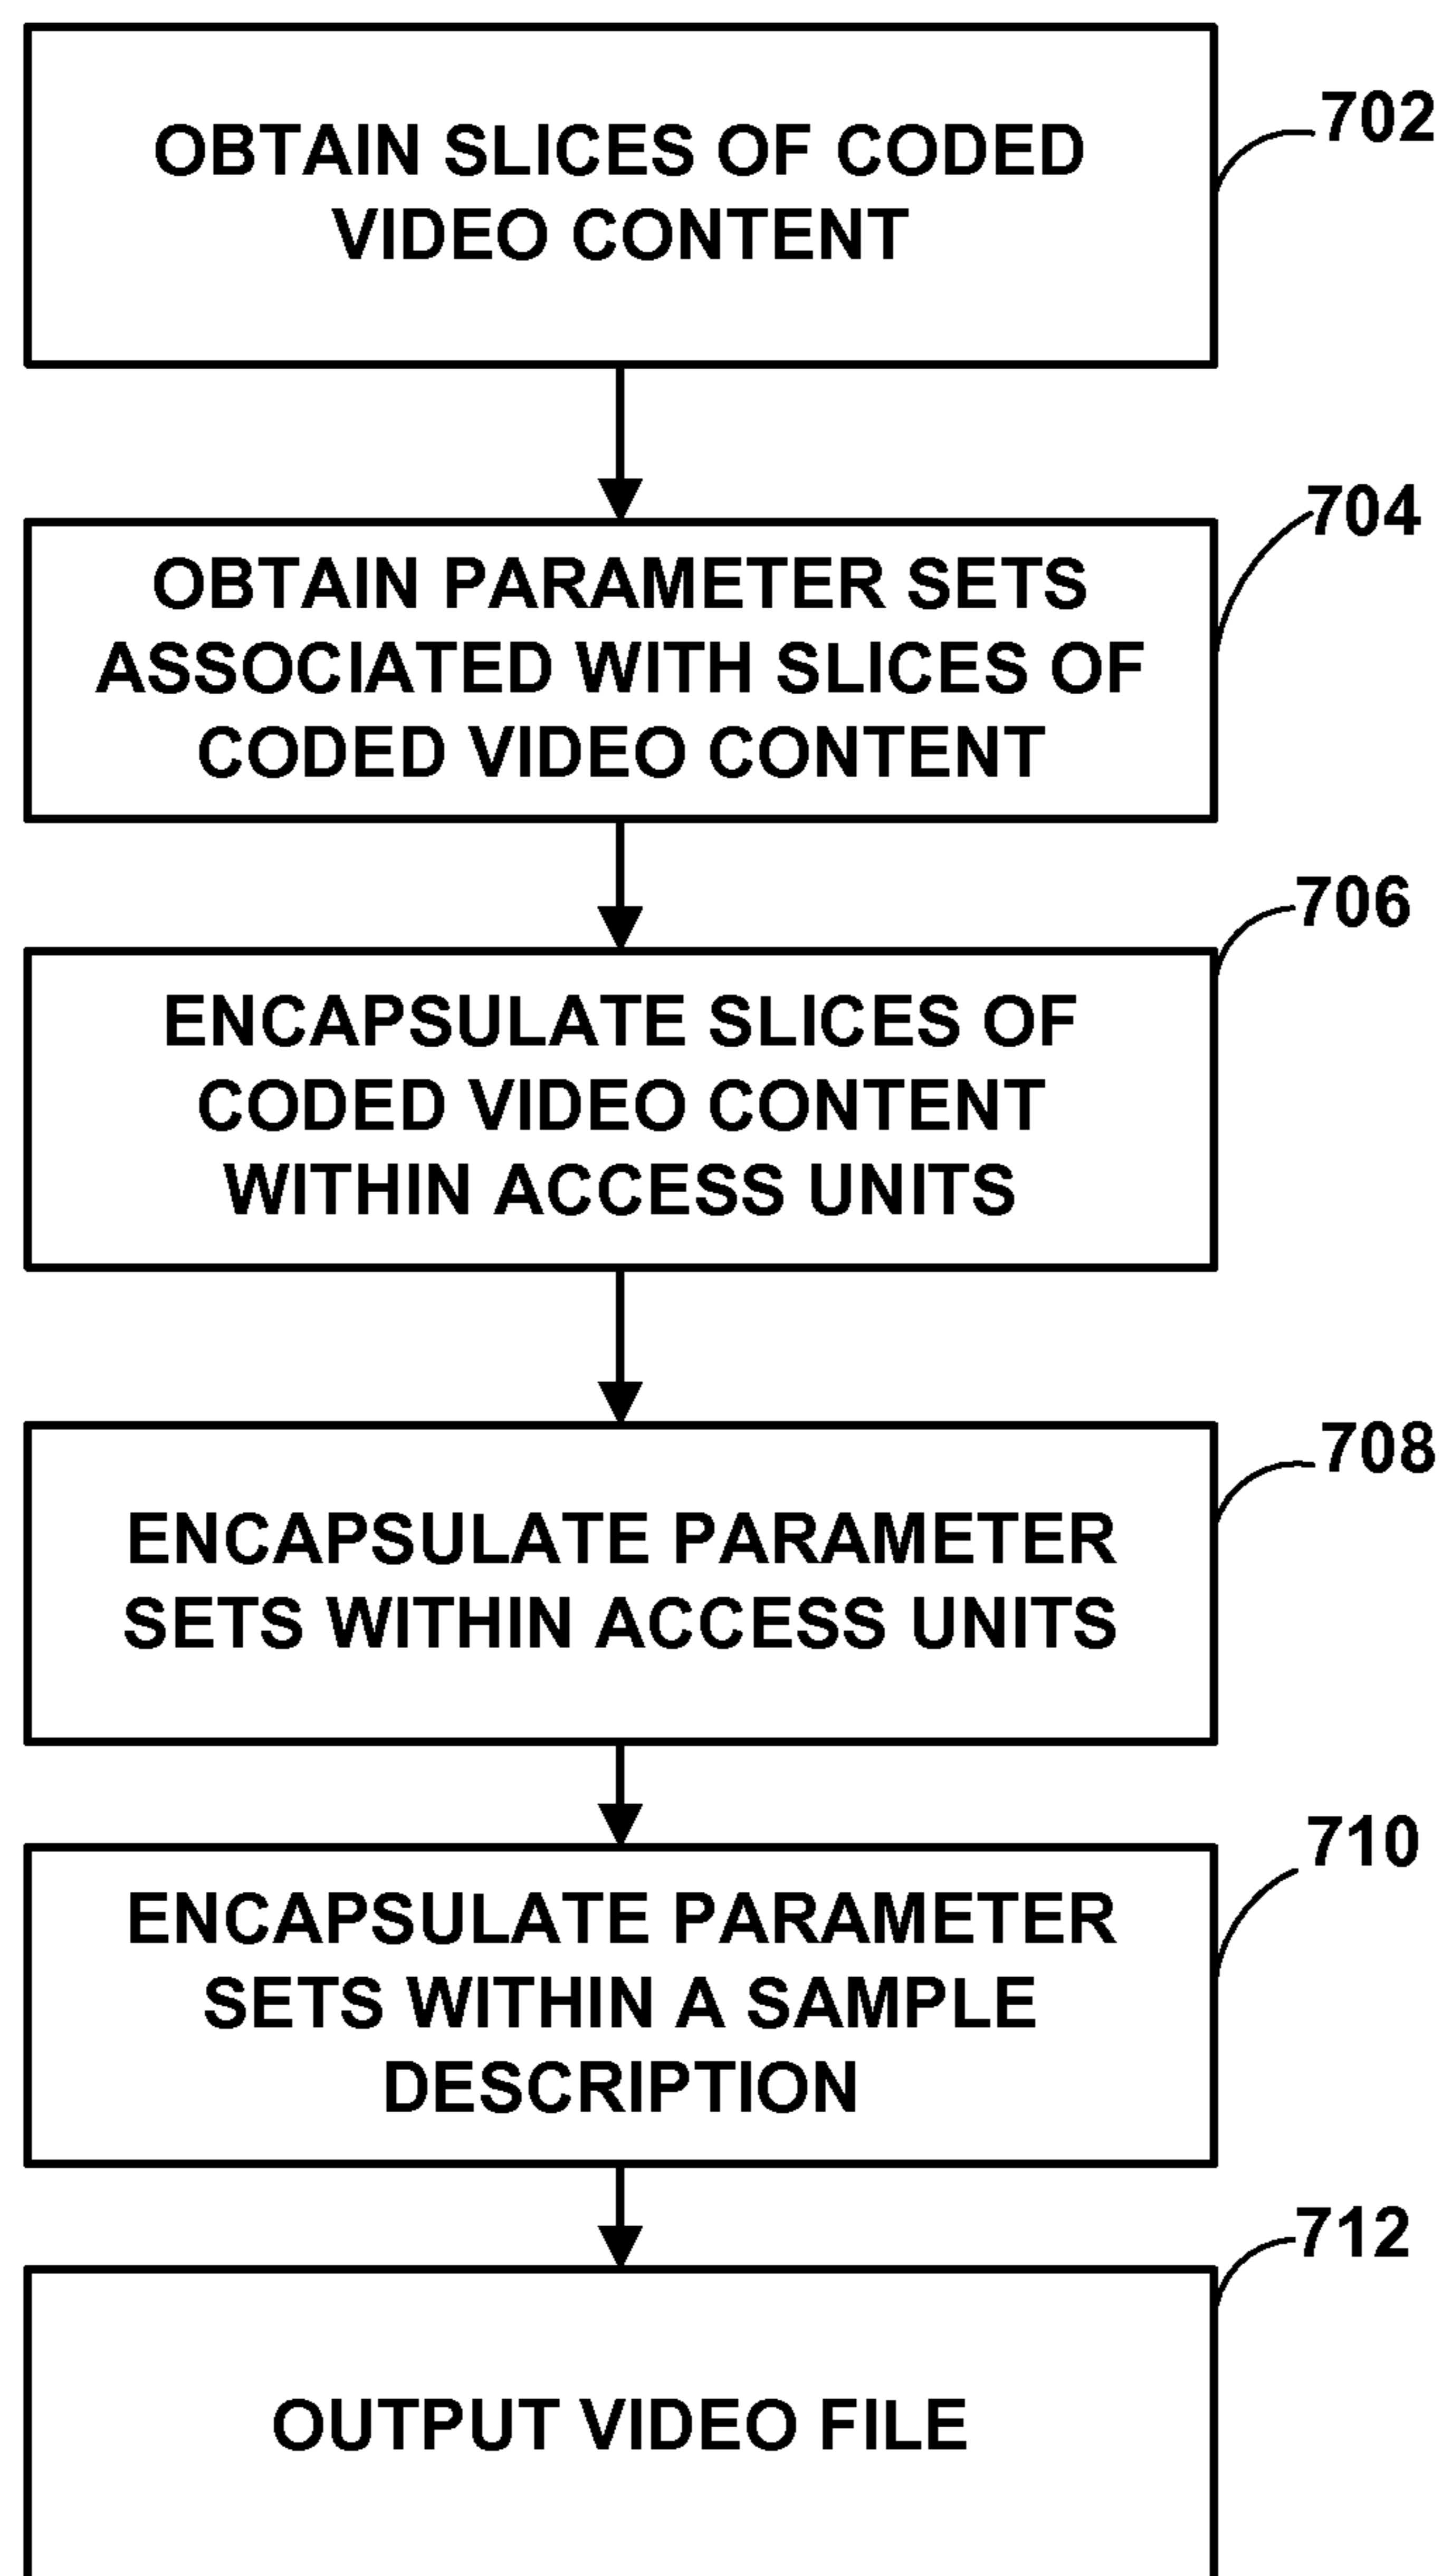 OBTAIN SLICES OF CODED
VIDEO CONTENT
702
OBTAIN PARAMETER SETS
ASSOCIATED WITH SLICES OF
CODED VIDEO CONTENT
704
ENCAPSULATE SLICES OF
CODED VIDEO CONTENT
WITHIN ACCESS UNITS
706
ENCAPSULATE PARAMETER
SETS WITHIN ACCESS UNITS
708
ENCAPSULATE PARAMETER
SETS WITHIN A SAMPLE
DESCRIPTION
710
OUTPUT VIDEO FILE
712